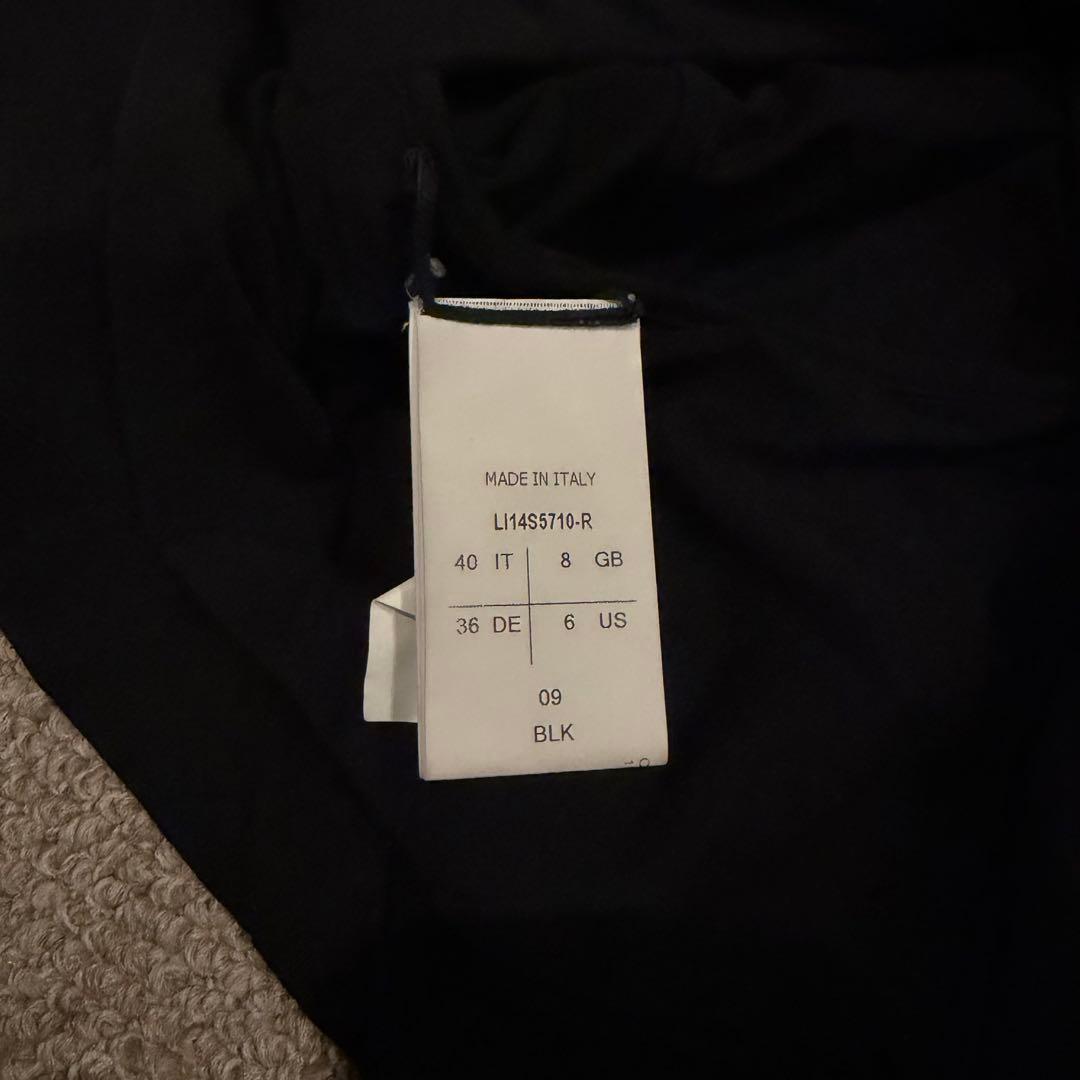 MADE IN ITALY
LI14S5710-R
40 IT 8 GB
36 DE 6 US
09
BLK